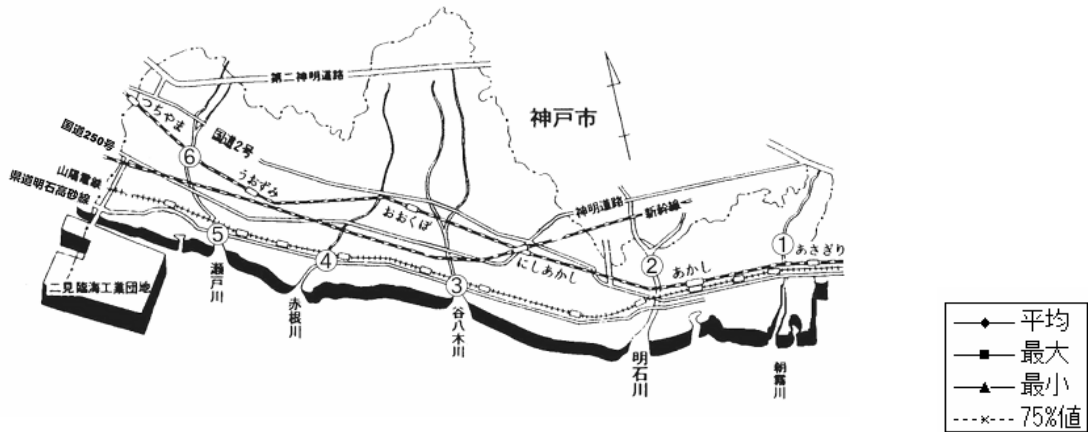 第二神明道路
神戸市
つちやま
国道2号
国道250号
⑥
山陽電鉄
県道明石高砂線
うおずみ
おおくぼ
神明道路
新幹線
①
あさぎり
②
あかし
にしあかし
⑤
④
③
瀬戸川
赤根川
谷八木川
明石川
朝霧川
二見臨海工業団地
平均
最大
最小
75%値